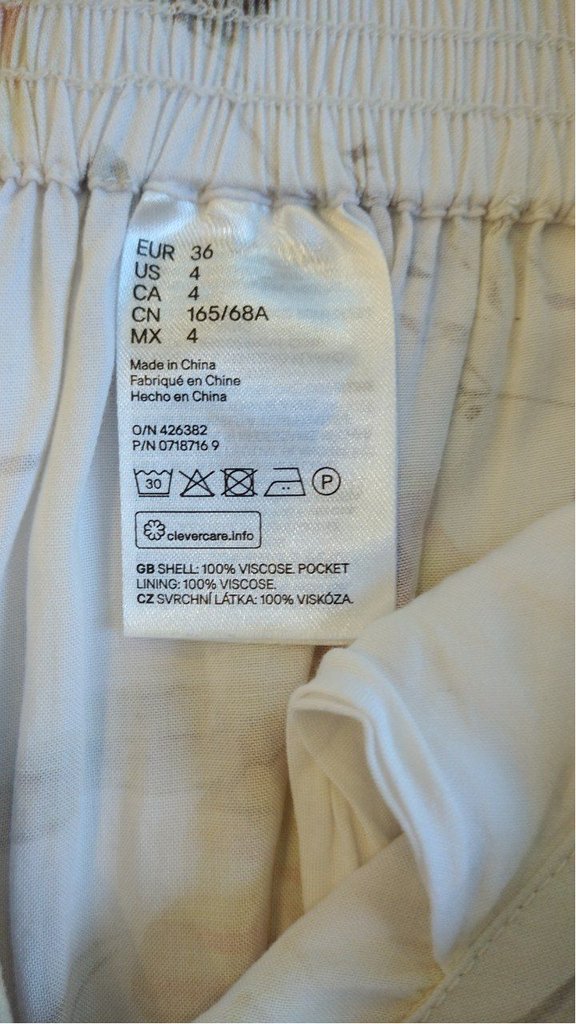 EUR 36
US 4
CA 4
CN 165/68A
MX 4
Made in China
Fabriqué en Chine
Hecho en China
O/N 426382
P/N 0718716 9
30 P
clevercare.info
GB SHELL: 100% VISCOSE. POCKET
LINING: 100% VISCOSE.
CZ SVRCHNÍ LÁTKA: 100% VISKÓZA.